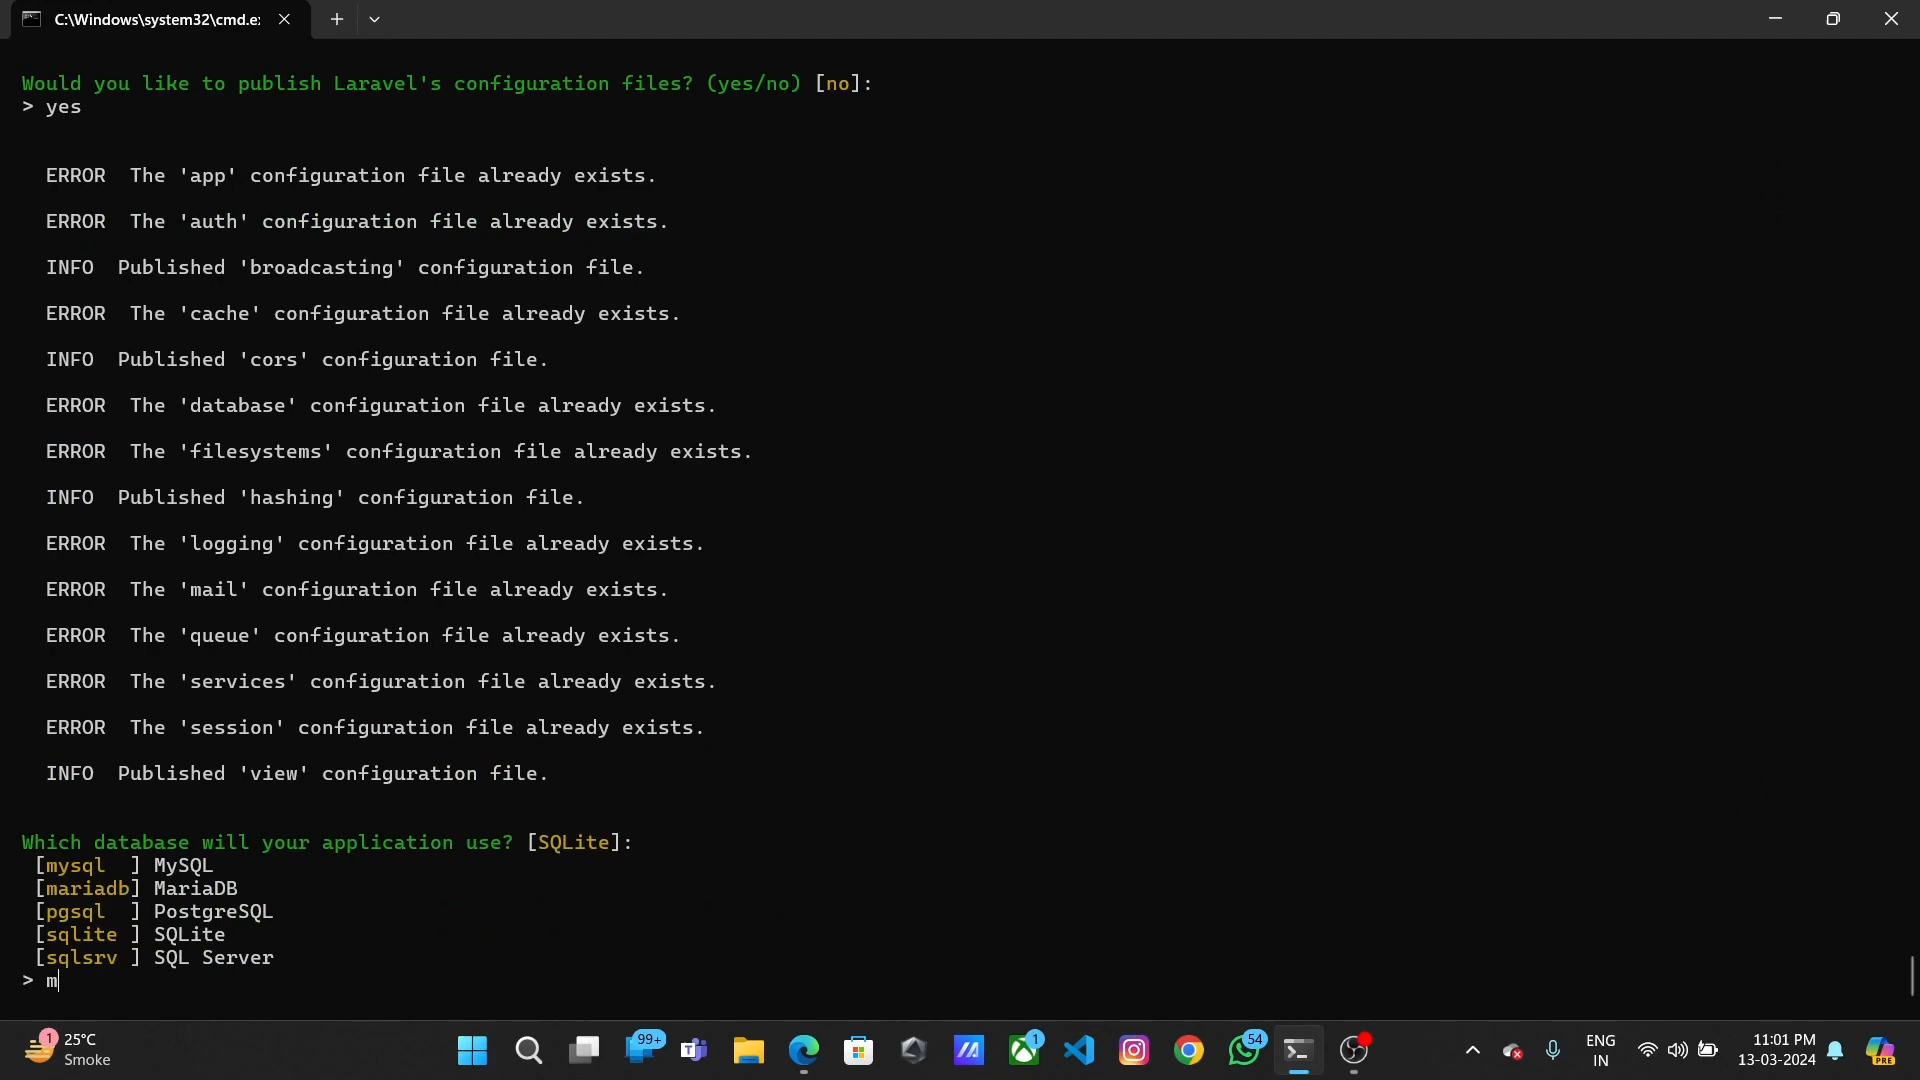 C:\Windows\system32\cmd.e
Would you like to publish Laravel's configuration files? (yes/no) [no]:
> yes
ERROR  The 'app' configuration file already exists.
ERROR  The 'auth' configuration file already exists.
INFO  Published 'broadcasting' configuration file.
ERROR  The 'cache' configuration file already exists.
INFO  Published 'cors' configuration file.
ERROR  The 'database' configuration file already exists.
ERROR  The 'filesystems' configuration file already exists.
INFO  Published 'hashing' configuration file.
ERROR  The 'logging' configuration file already exists.
ERROR  The 'mail' configuration file already exists.
ERROR  The 'queue' configuration file already exists.
ERROR  The 'services' configuration file already exists.
ERROR  The 'session' configuration file already exists.
INFO  Published 'view' configuration file.
Which database will your application use? [SQLite]:
[mysql  ] MySQL
[mariadb] MariaDB
[pgsql  ] PostgreSQL
[sqlite ] SQLite
[sqlsrv ] SQL Server
> m
1
25°C
Smoke
99+
1
54
ENG
IN
11:01 PM
13-03-2024
PRE